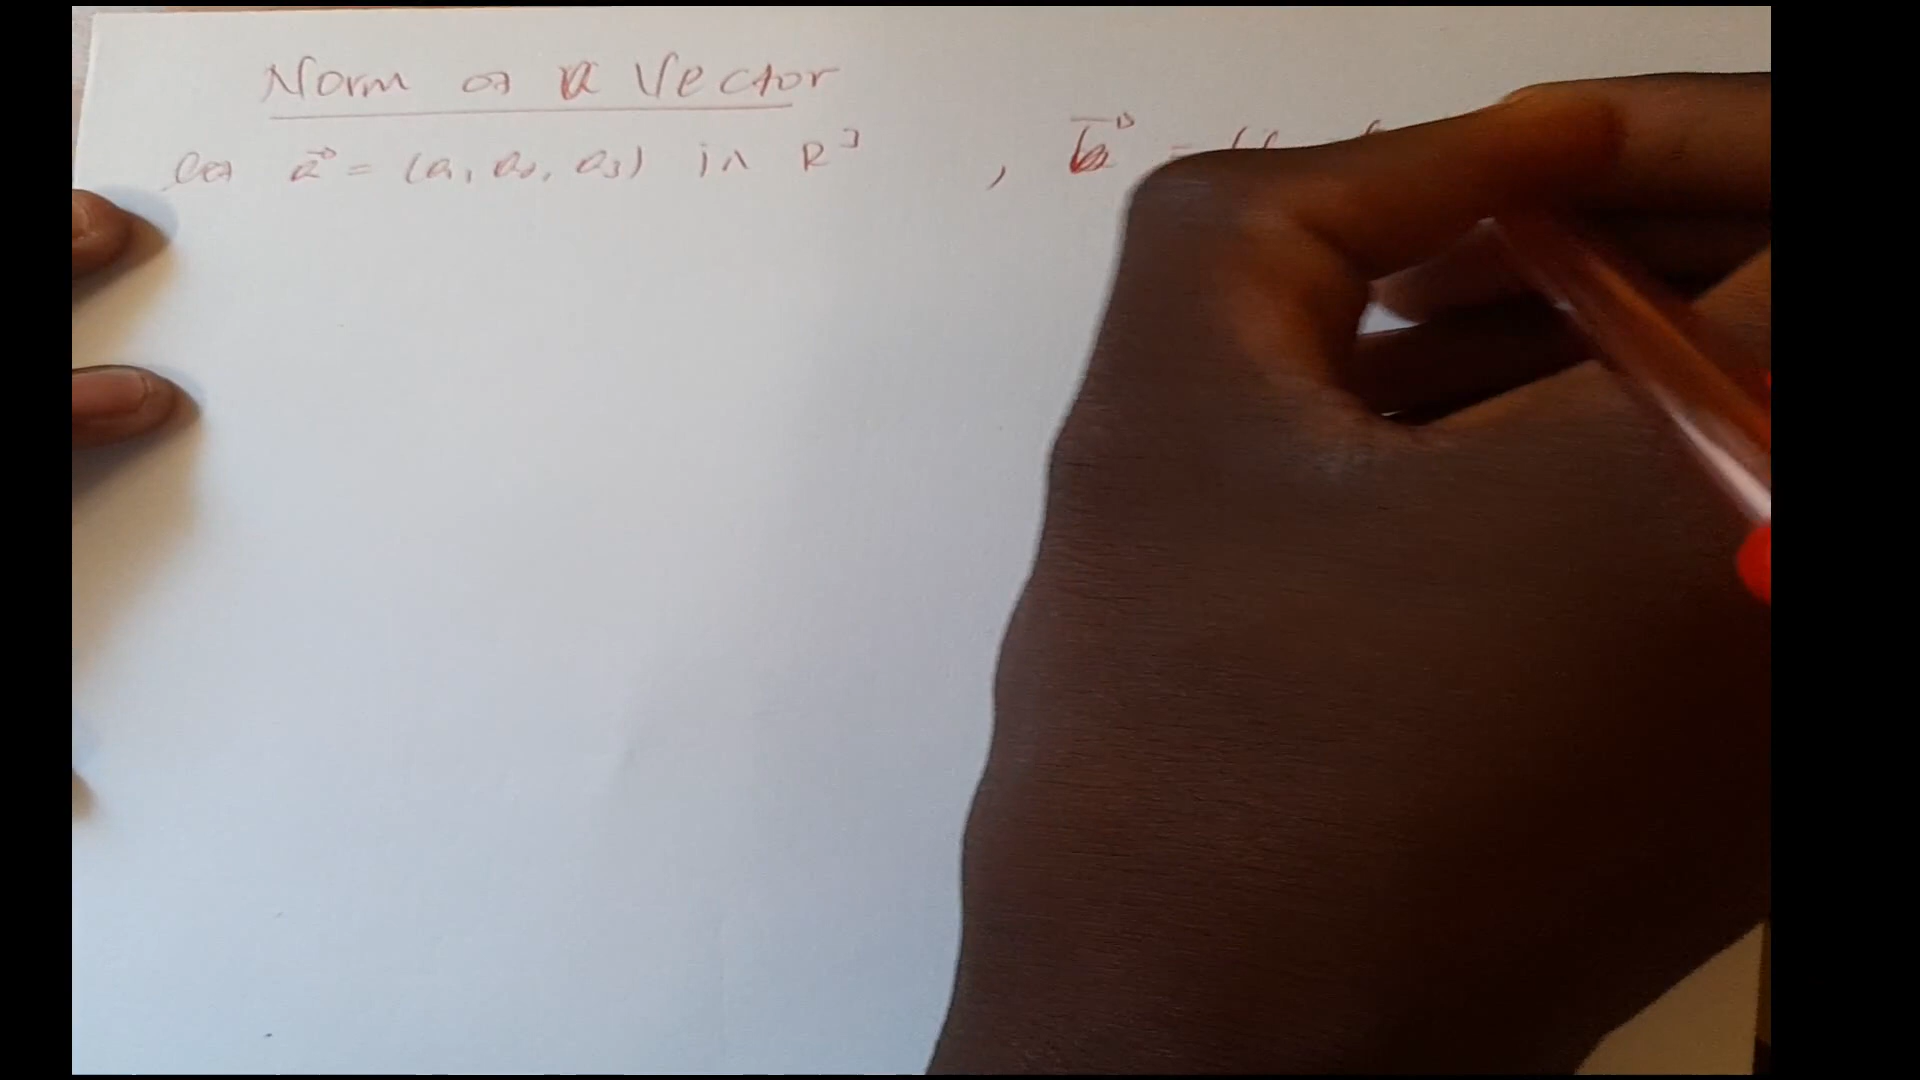 Norm of a Vector
Let a⃗ = (a₁, a₂, a₃) in R³ , b⃗ = (